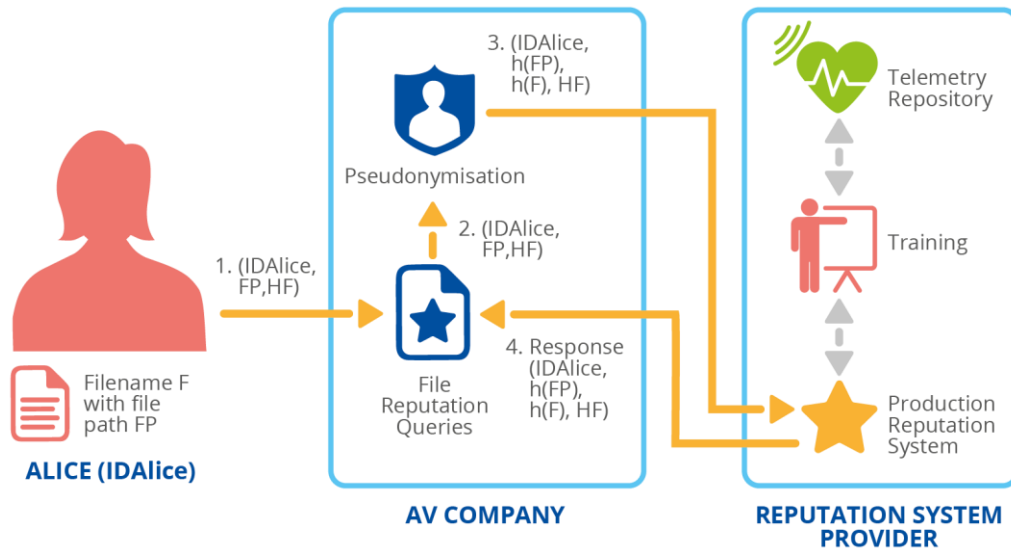 3. (IDAlice,
h(FP),
h(F), HF)
Telemetry
Repository
Pseudonymisation
2. (IDAlice,
FP,HF)
Training
1. (IDAlice,
FP,HF)
4. Response
(IDAlice,
h(FP),
h(F), HF)
Filename F
with file
path FP
File
Reputation
Queries
Production
Reputation
System
ALICE (IDAlice)
AV COMPANY
REPUTATION SYSTEM
PROVIDER